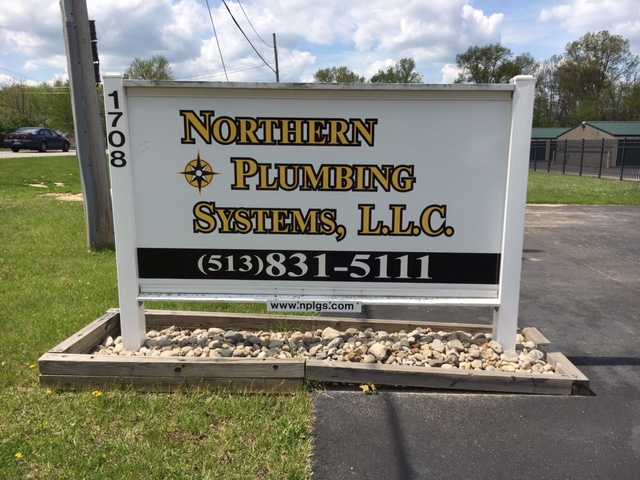 1708
NORTHERN
PLUMBING
SYSTEMS, L.L.C.
(513)831-5111
www.nplgs.com